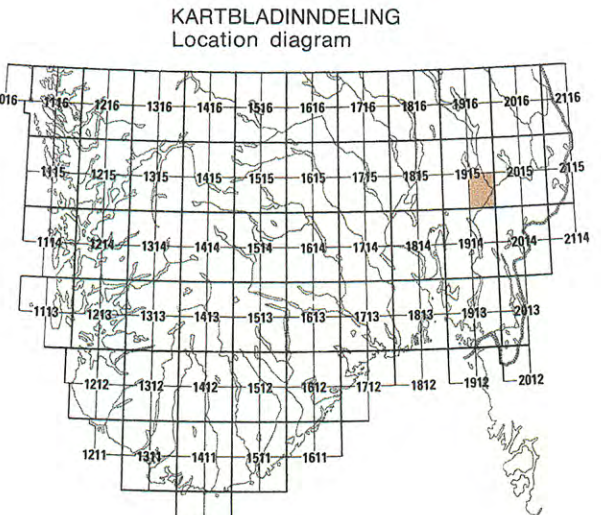 KARTBLADINNDELING
Location diagram
016 1116 1216 1316 1416 1516 1616 1716 1816 1916 2016 2116
1115 1215 1315 1415 1515 1615 1715 1815 1915 2015 2115
1114 1214 1314 1414 1514 1614 1714 1814 1914 2014 2114
1113 1213 1313 1413 1513 1613 1713 1813 1913 2013
1212 1312 1412 1512 1612 1712 1812 1912 2012
1211 1311 1411 1511 1611